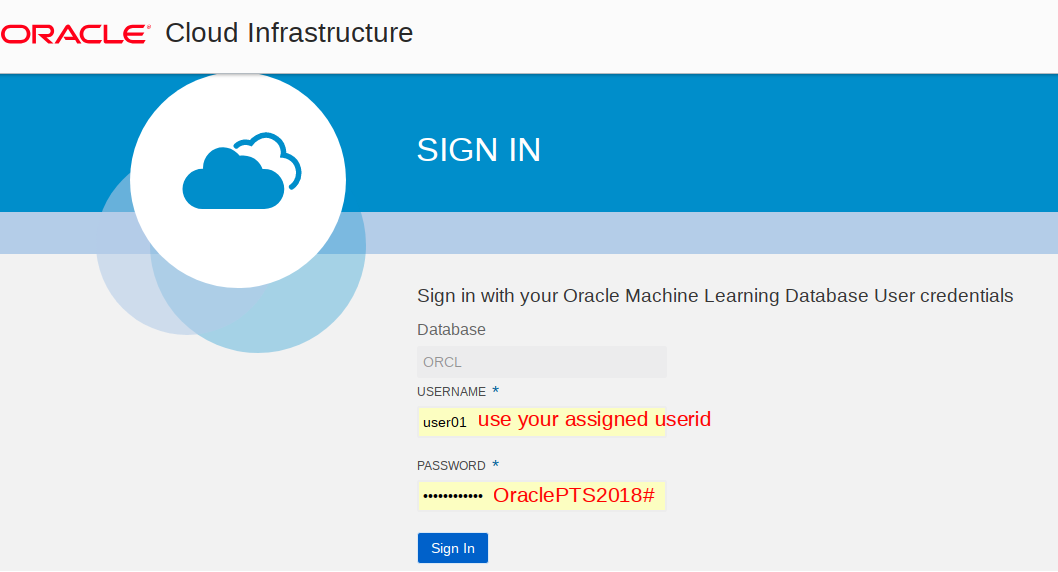 ORACLE® Cloud Infrastructure
SIGN IN
Sign in with your Oracle Machine Learning Database User credentials
Database
ORCL
USERNAME *
user01 use your assigned userid
PASSWORD *
•••••••••••• OraclePTS2018#
Sign In